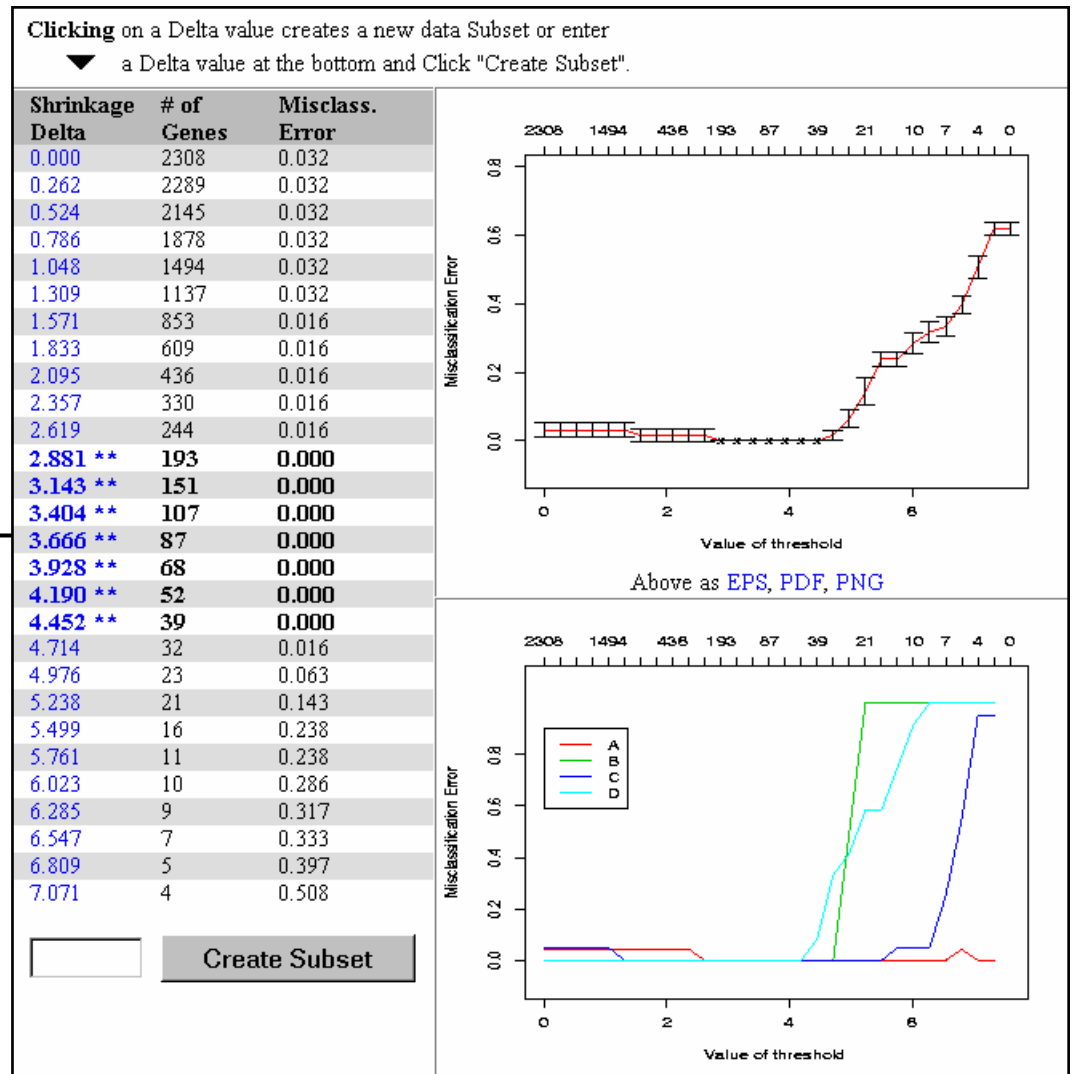 Clicking on a Delta value creates a new data Subset or enter
a Delta value at the bottom and Click "Create Subset".
Shrinkage # of Misclass.
Delta Genes Error
0.000 2308 0.032
0.262 2289 0.032
0.524 2145 0.032
0.786 1878 0.032
1.048 1494 0.032
1.309 1137 0.032
1.571 853 0.016
1.833 609 0.016
2.095 436 0.016
2.357 330 0.016
2.619 244 0.016
2.881 ** 193 0.000
3.143 ** 151 0.000
3.404 ** 107 0.000
3.666 ** 87 0.000
3.928 ** 68 0.000
4.190 ** 52 0.000
4.452 ** 39 0.000
4.714 32 0.016
4.976 23 0.063
5.238 21 0.143
5.499 16 0.238
5.761 11 0.238
6.023 10 0.286
6.285 9 0.317
6.547 7 0.333
6.809 5 0.397
7.071 4 0.508
Create Subset
2308 1494 436 193 87 39 21 10 7 4 0
0.8
0.6
0.4
0.2
0.0
Misclassification Error
0 2 4 6
Value of threshold
Above as EPS, PDF, PNG
2308 1494 436 193 87 39 21 10 7 4 0
0.8
0.6
0.4
0.2
0.0
Misclassification Error
A
B
C
D
0 2 4 6
Value of threshold